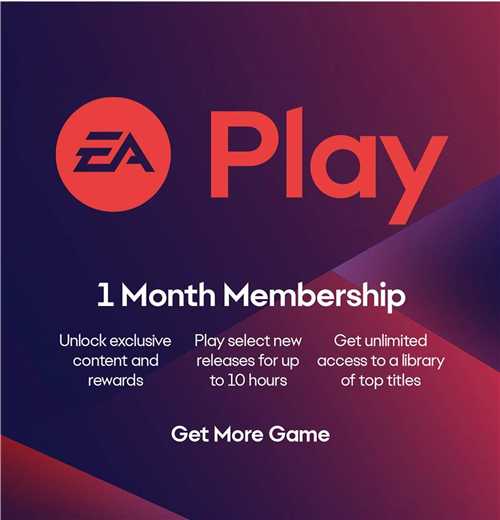 EA Play
1 Month Membership
Unlock exclusive
content and
rewards
Play select new
releases for up
to 10 hours
Get unlimited
access to a library
of top titles
Get More Game